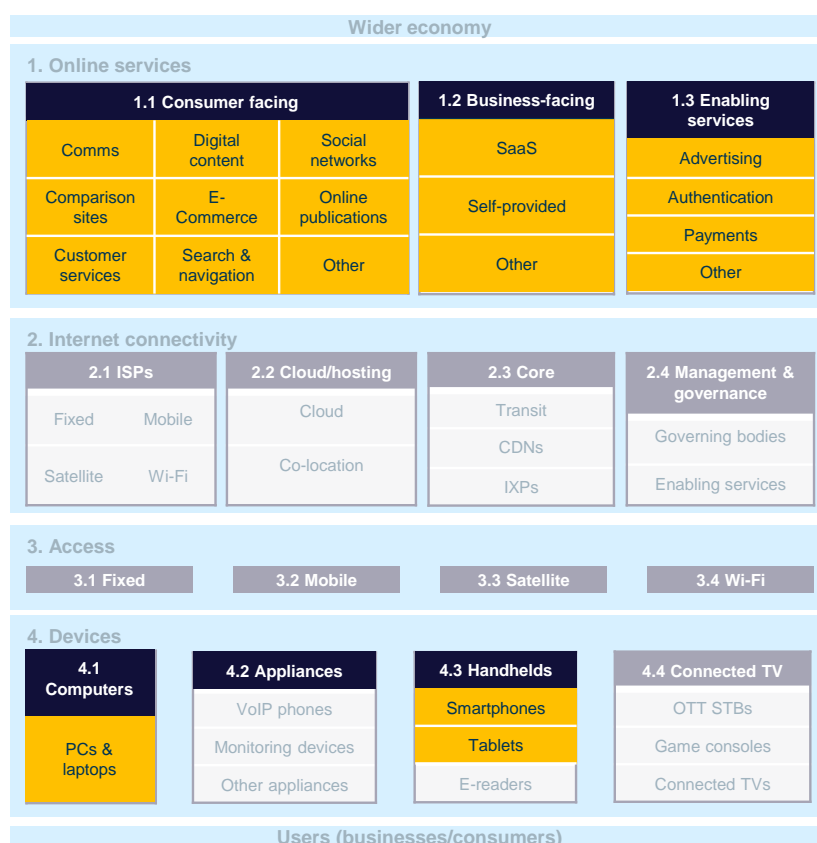 Wider economy
1. Online services
1.1 Consumer facing
1.2 Business-facing
1.3 Enabling
services
Comms
Digital
content
Social
networks
Comparison
sites
E-
Commerce
Online
publications
Customer
services
Search &
navigation
Other
SaaS
Self-provided
Other
Advertising
Authentication
Payments
Other
2. Internet connectivity
2.1 ISPs
2.2 Cloud/hosting
2.3 Core
2.4 Management &
governance
Fixed
Mobile
Satellite
Wi-Fi
Cloud
Co-location
Transit
CDNs
IXPs
Governing bodies
Enabling services
3. Access
3.1 Fixed
3.2 Mobile
3.3 Satellite
3.4 Wi-Fi
4. Devices
4.1
Computers
4.2 Appliances
4.3 Handhelds
4.4 Connected TV
PCs &
laptops
VoIP phones
Monitoring devices
Other appliances
Smartphones
Tablets
E-readers
OTT STBs
Game consoles
Connected TVs
Users (businesses/consumers)